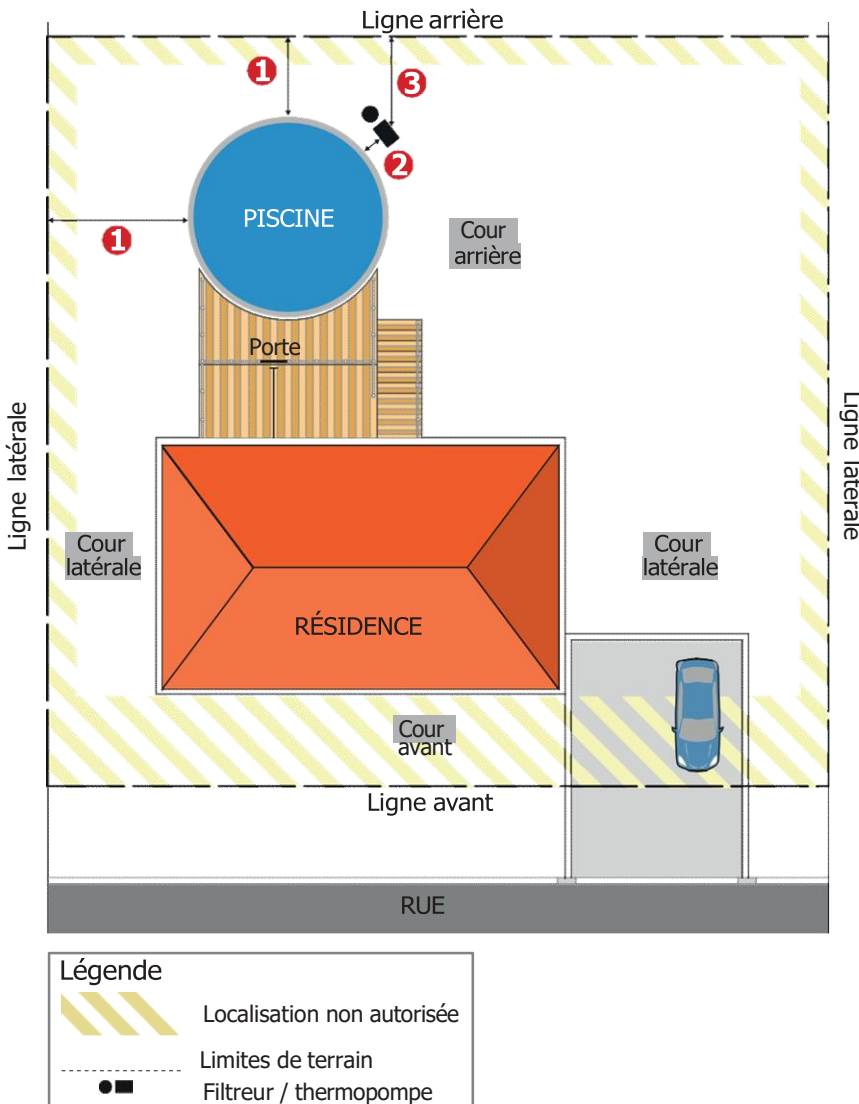 Ligne arrière
1
3
2
PISCINE
1
Cour
arrière
Porte
Ligne latérale
Ligne laterale
Cour
latérale
Cour
latérale
RÉSIDENCE
Cour
avant
Ligne avant
RUE
Légende
Localisation non autorisée
Limites de terrain
Filtreur / thermopompe